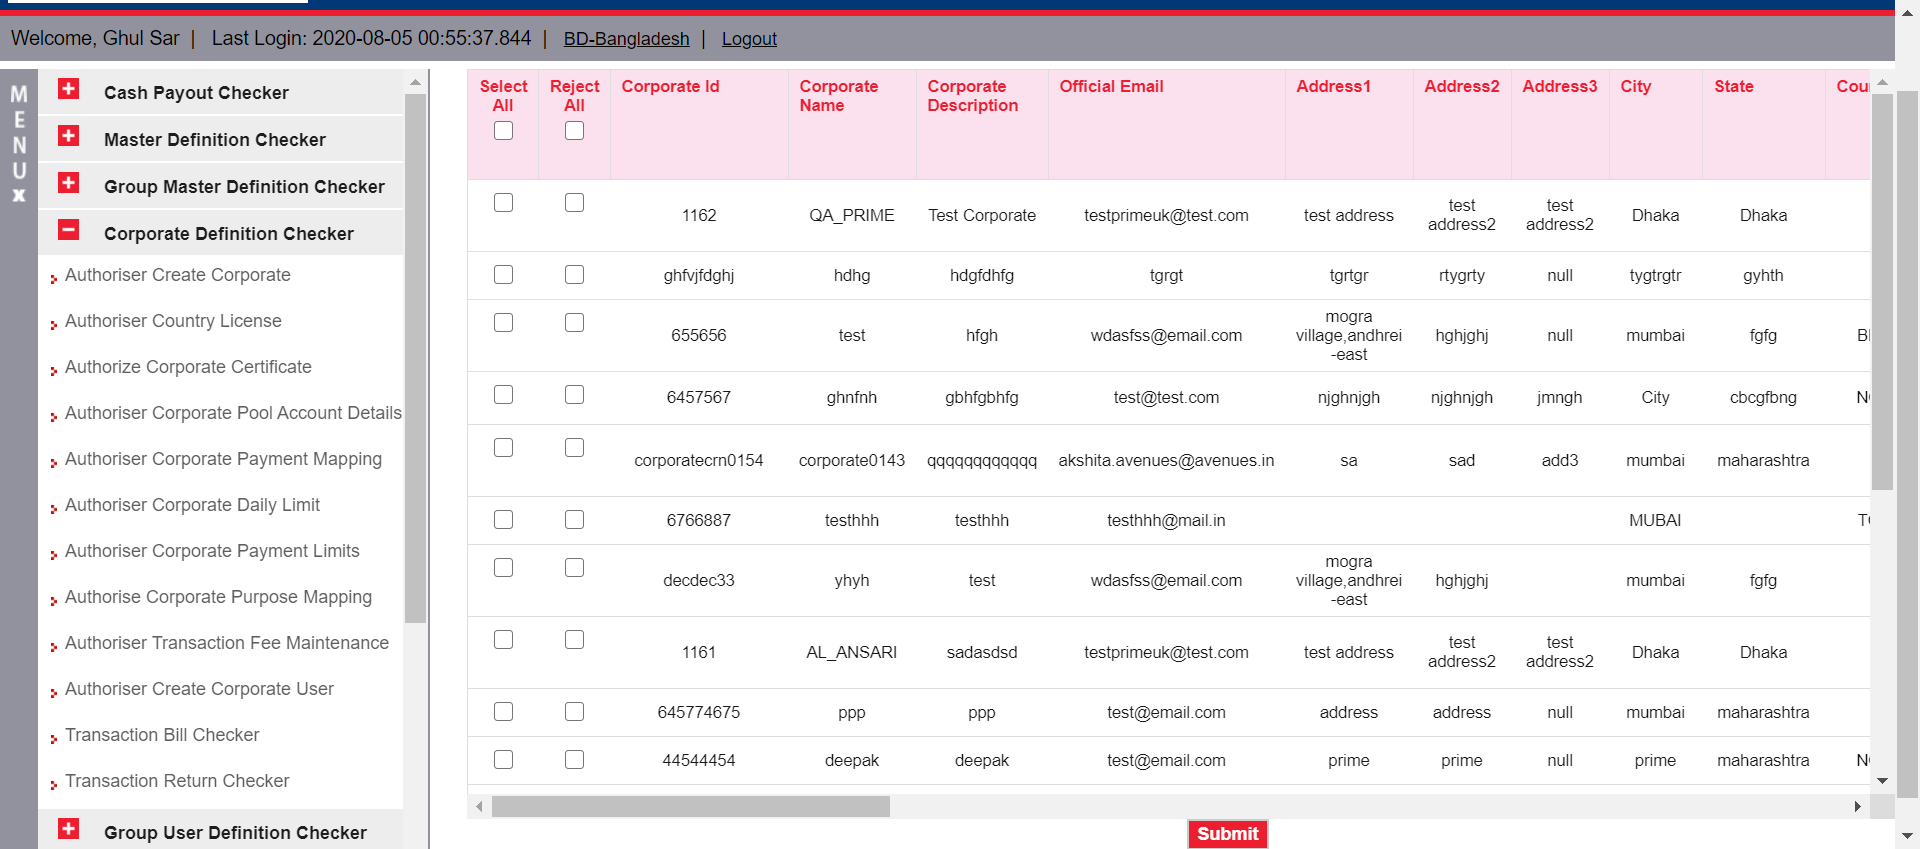 Welcome, Ghul Sar | Last Login: 2020-08-05 00:55:37.844 | BD-Bangladesh | Logout
MENU x
Cash Payout Checker
Master Definition Checker
Group Master Definition Checker
Corporate Definition Checker
Authoriser Create Corporate
Authoriser Country License
Authorize Corporate Certificate
Authoriser Corporate Pool Account Details
Authoriser Corporate Payment Mapping
Authoriser Corporate Daily Limit
Authoriser Corporate Payment Limits
Authorise Corporate Purpose Mapping
Authoriser Transaction Fee Maintenance
Authoriser Create Corporate User
Transaction Bill Checker
Transaction Return Checker
Group User Definition Checker
Select All Reject All Corporate Id Corporate Name Corporate Description Official Email Address1 Address2 Address3 City State
1162 QA_PRIME Test Corporate testprimeuk@test.com test address test address2 test address2 Dhaka Dhaka
ghfvjfdghj hdhg hdgfdhfg tgrgt tgrtgr rtygrty null tygtrgtr gyhth
655656 test hfgh wdasfss@email.com mogra village,andhrei-east hghjghj null mumbai fgfg
6457567 ghnfnh gbhfgbhfg test@test.com njghnjgh njghnjgh jmngh City cbcgfbng
corporatecrn0154 corporate0143 qqqqqqqqqqqq akshita.avenues@avenues.in sa sad add3 mumbai maharashtra
6766887 testhhh testhhh testhhh@mail.in MUBAI
decdec33 yhyh test wdasfss@email.com mogra village,andhrei-east hghjghj mumbai fgfg
1161 AL_ANSARI sadasdsd testprimeuk@test.com test address test address2 test address2 Dhaka Dhaka
645774675 ppp ppp test@email.com address address null mumbai maharashtra
44544454 deepak deepak test@email.com prime prime null prime maharashtra
Submit